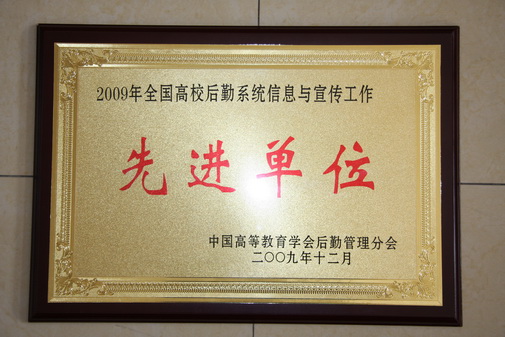 2009年全国高校后勤系统信息与宣传工作
先进单位
中国高等教育学会后勤管理分会
二〇〇九年十二月